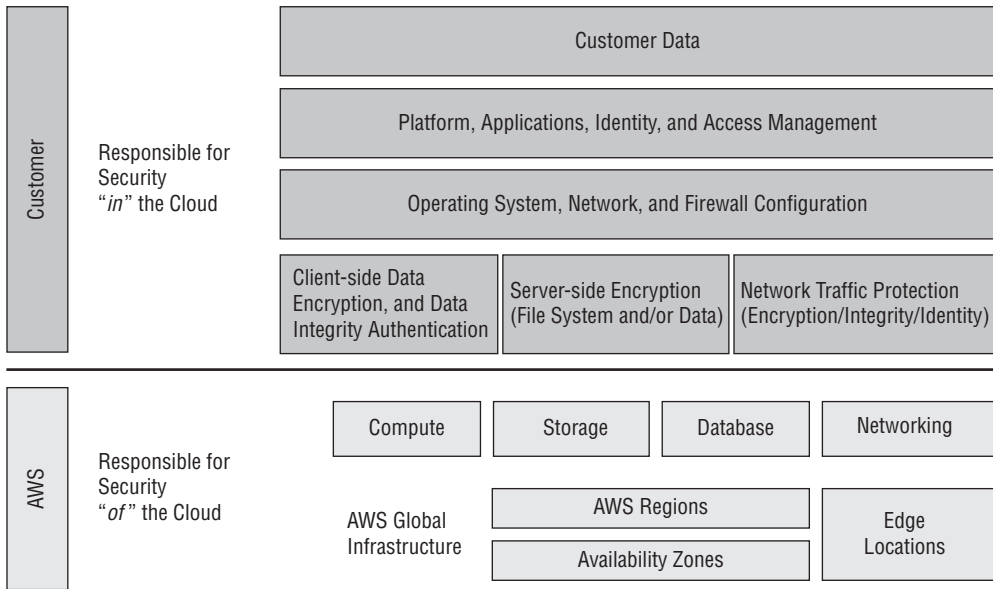 Customer
Responsible for
Security
“in” the Cloud
Customer Data
Platform, Applications, Identity, and Access Management
Operating System, Network, and Firewall Configuration
Client-side Data
Encryption, and Data
Integrity Authentication
Server-side Encryption
(File System and/or Data)
Network Traffic Protection
(Encryption/Integrity/Identity)
AWS
Responsible for
Security
“of” the Cloud
Compute
Storage
Database
Networking
AWS Global
Infrastructure
AWS Regions
Availability Zones
Edge
Locations